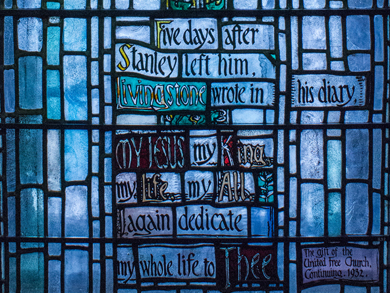 Five days after
Stanley left him,
Livingstone wrote in his diary
MY JESUS my King,
my Life, my All,
I again dedicate
my whole life to Thee
The gift of the
United Free Church,
Continuing. 1932.